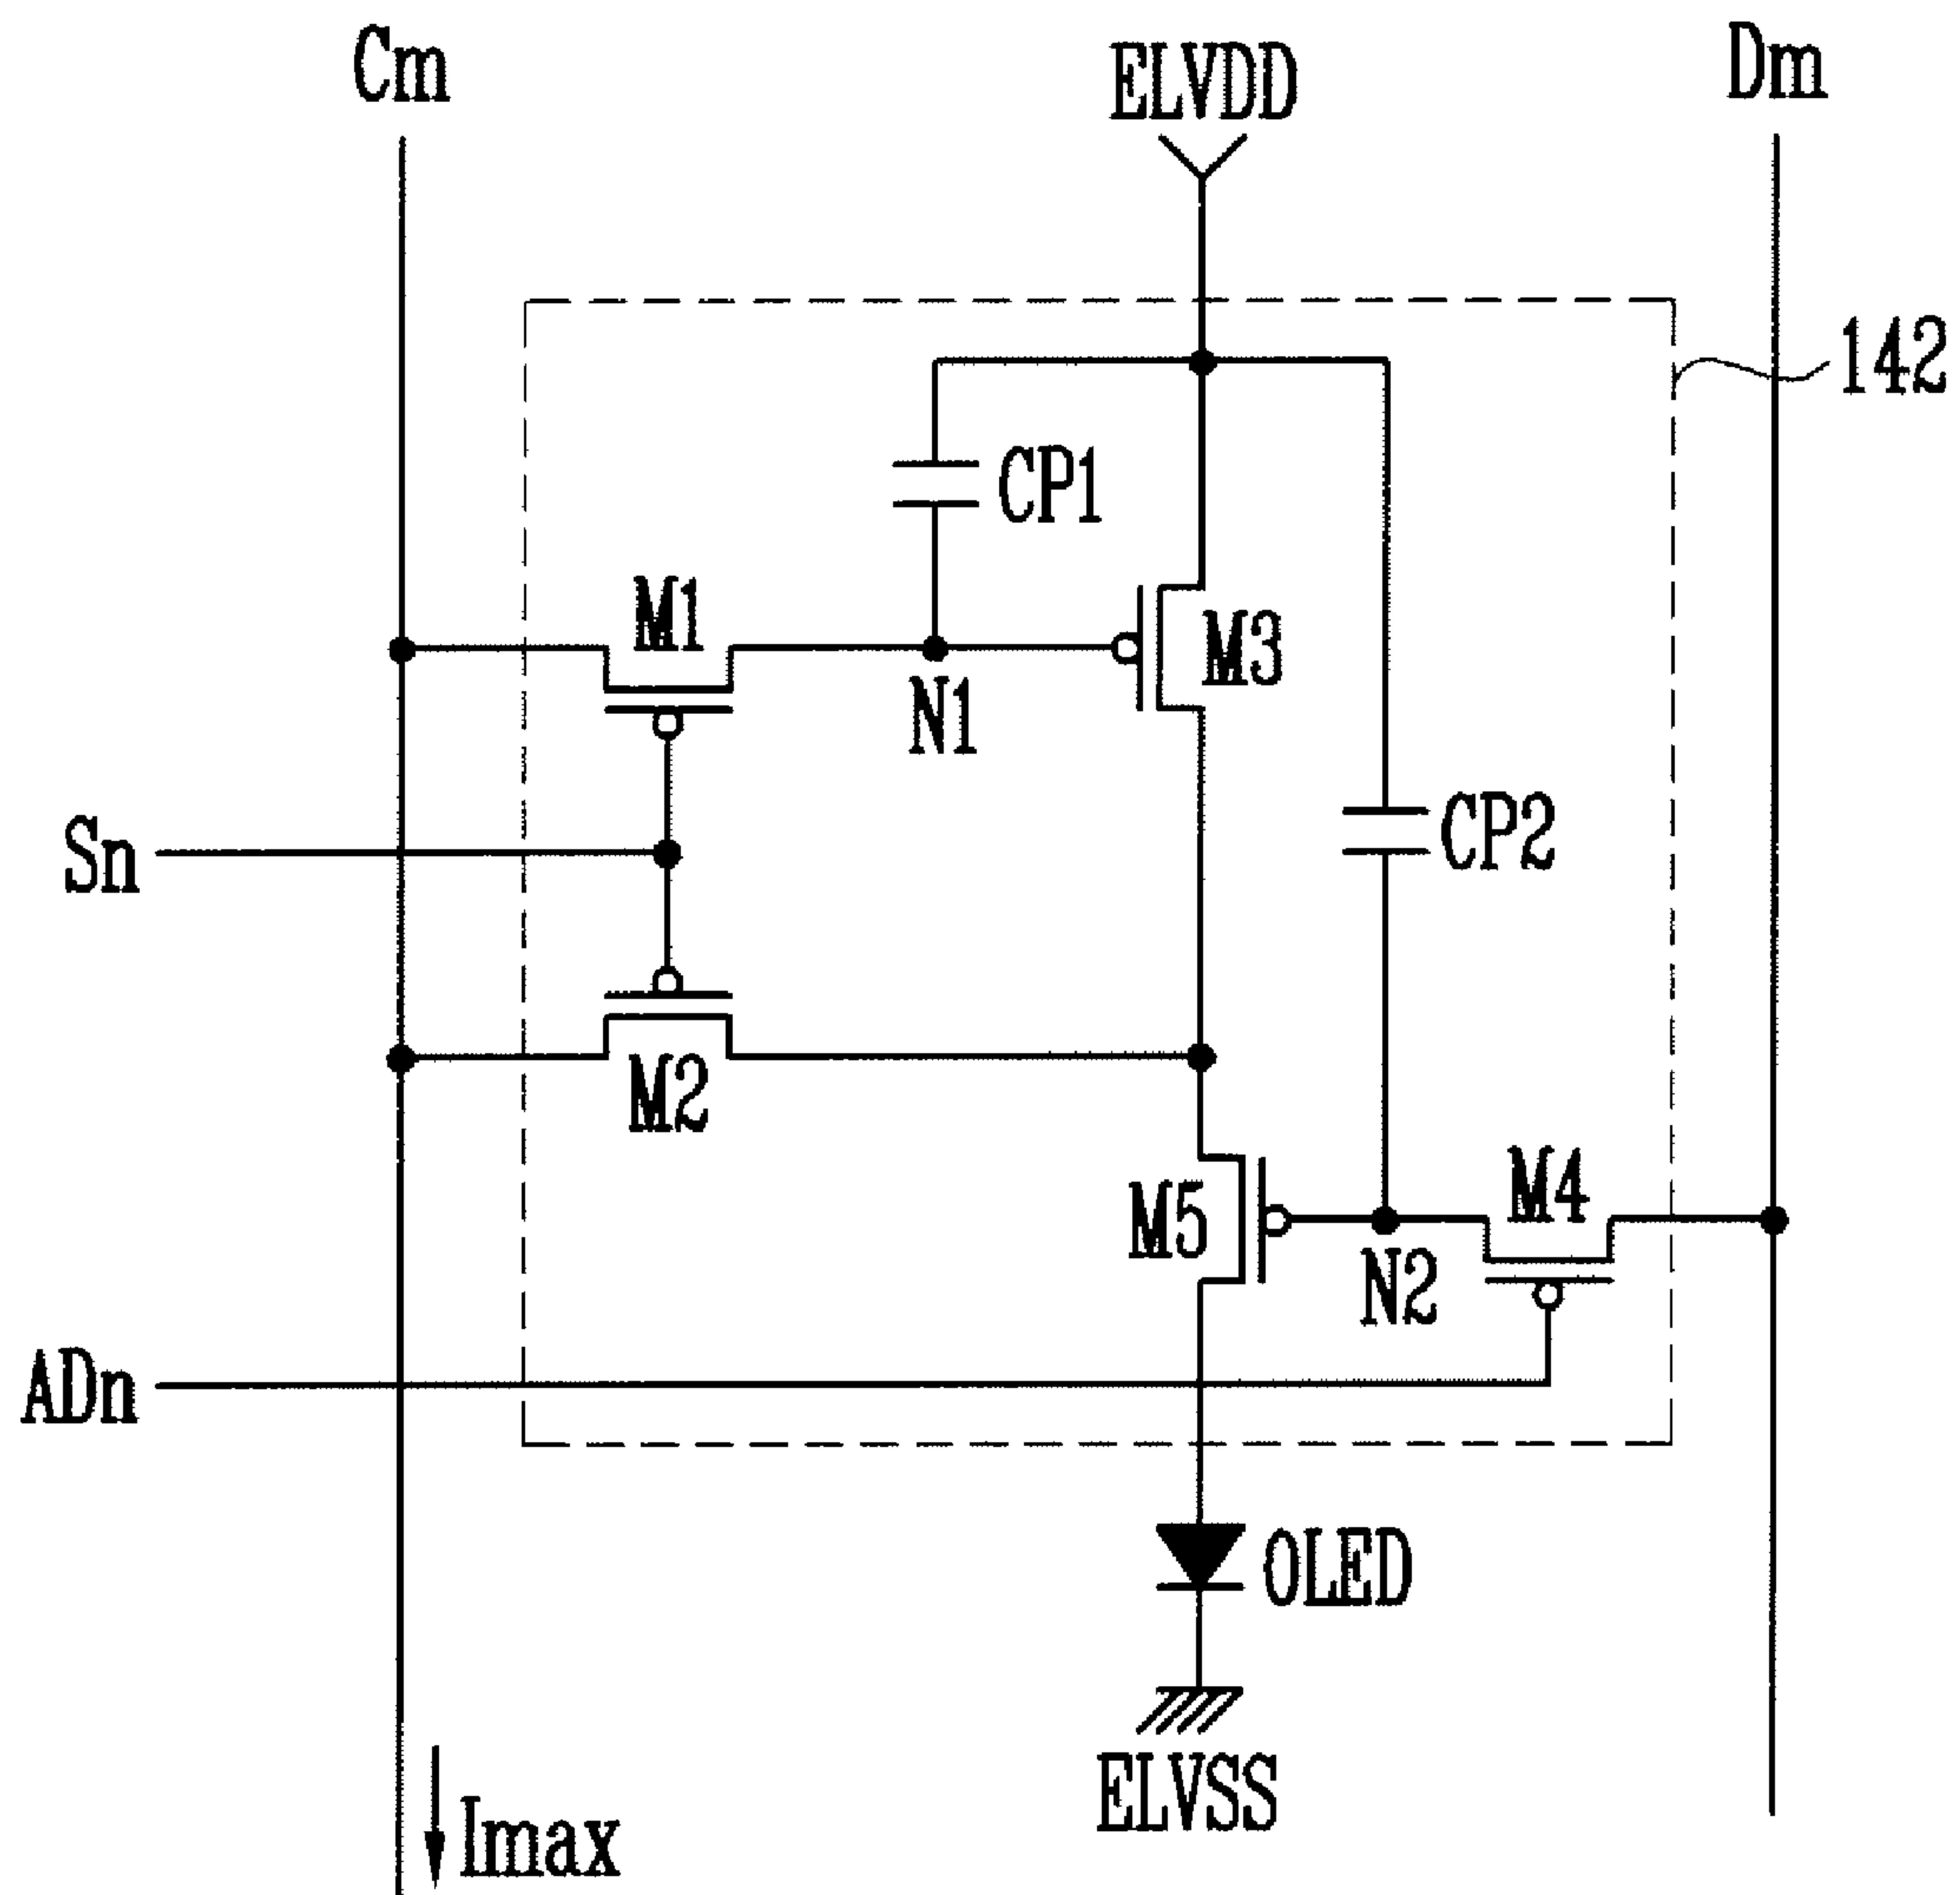 Cm
ELVDD
Dm
142
CP1
M1
M3
N1
CP2
Sn
M2
M4
M5
N2
ADn
OLED
ELVSS
Imax